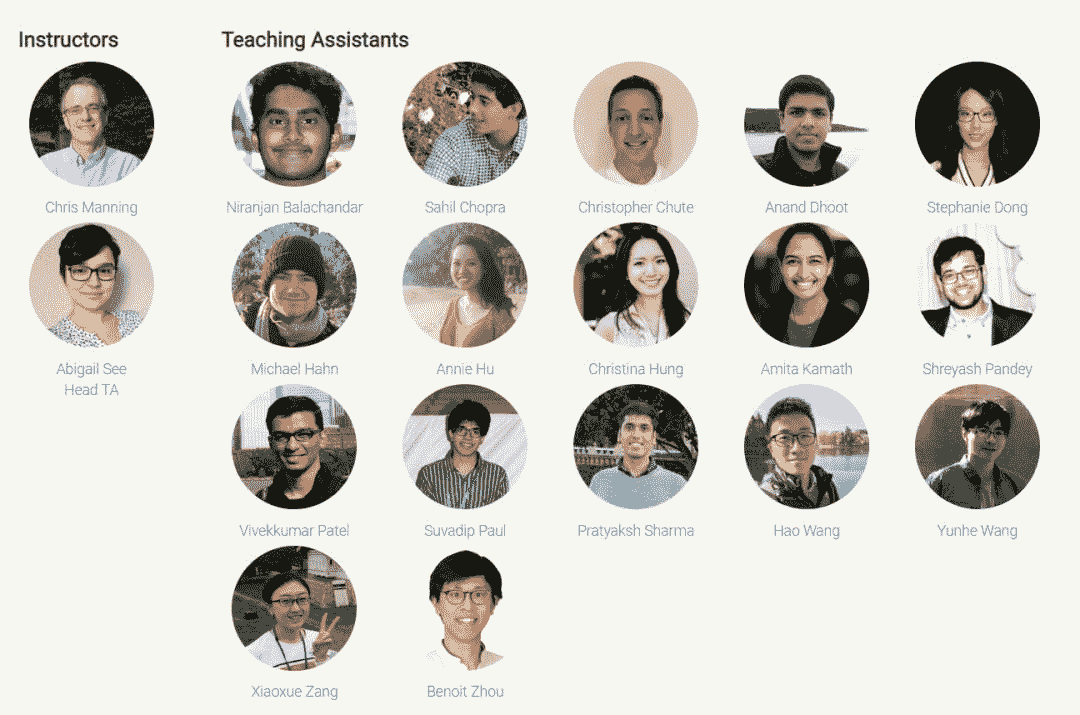 Instructors
Teaching Assistants
Chris Manning
Niranjan Balachandar
Sahil Chopra
Christopher Chute
Anand Dhoot
Stephanie Dong
Abigail See
Head TA
Michael Hahn
Annie Hu
Christina Hung
Amita Kamath
Shreyash Pandey
Vivekkumar Patel
Suvadip Paul
Pratyaksh Sharma
Hao Wang
Yunhe Wang
Xiaoxue Zang
Benoit Zhou